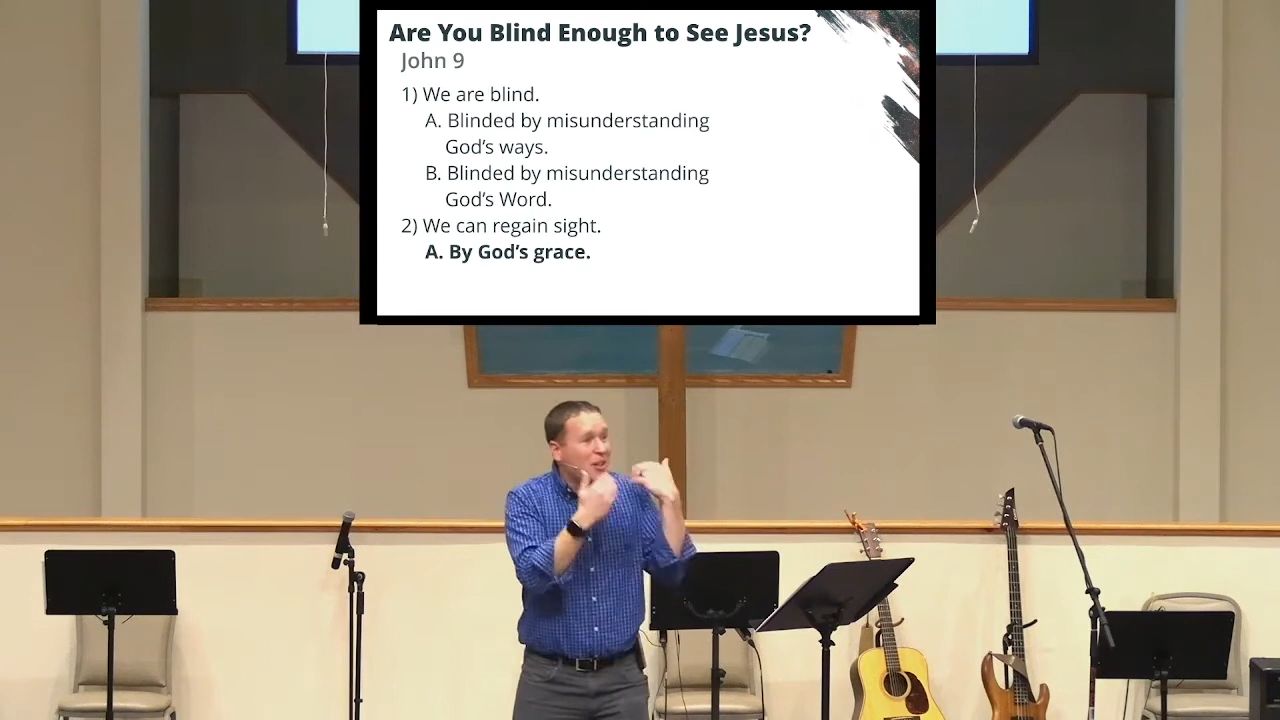 Are You Blind Enough to See Jesus?
John 9
1) We are blind.
A. Blinded by misunderstanding
God's ways.
B. Blinded by misunderstanding
God's Word.
2) We can regain sight.
A. By God's grace.